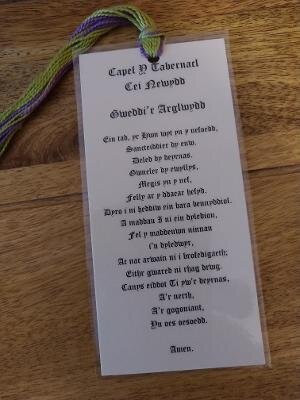 Capel Y Tabernacl
Cei Newydd
Gweddi'r Arglwydd
Ein tad, yr Hwn wyt yn y nefoedd,
Sancteiddier dy enw.
Deled dy deyrnas.
Gwneler dy ewyllys,
Megis yn y nef,
Felly ar y ddaear hefyd.
Dyro i ni heddiw ein bara beunyddiol.
A maddau I ni ein dyledion,
Fel y maddeuwn ninnau
i'n dyledwyr,
Ac nac arwain ni i brofedigaeth;
Eithr gwared ni rhag drwg.
Canys eiddot Ti yw'r deyrnas,
A'r nerth,
A'r gogoniant,
Yn oes oesoedd.
Amen.